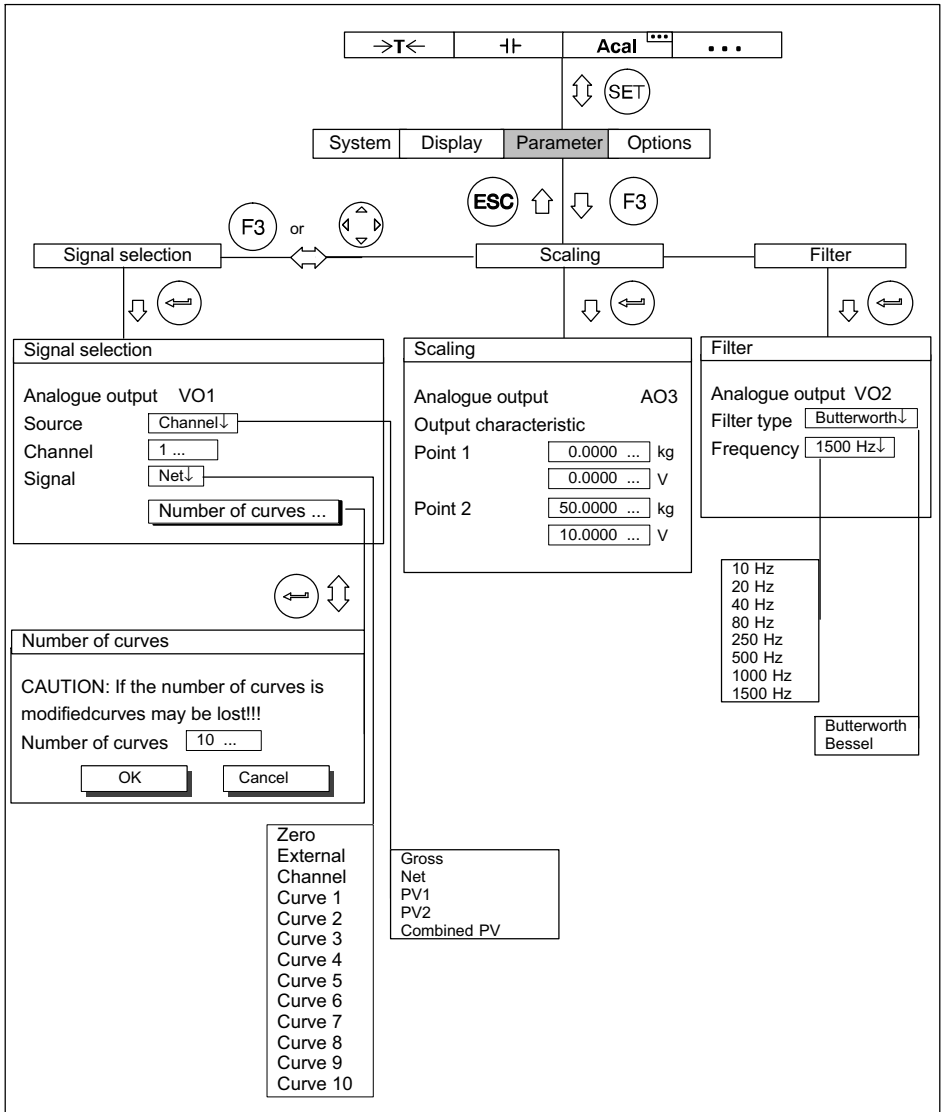 →T← ⊣⊢ Acal ...
SET
System Display Parameter Options
ESC F3
F3 or
Signal selection Scaling Filter
Signal selection
Analogue output VO1
Source Channel↓
Channel 1 ...
Signal Net↓
Number of curves ...
Scaling
Analogue output AO3
Output characteristic
Point 1 0.0000 ... kg
0.0000 ... V
Point 2 50.0000 ... kg
10.0000 ... V
Filter
Analogue output VO2
Filter type Butterworth↓
Frequency 1500 Hz↓
10 Hz
20 Hz
40 Hz
80 Hz
250 Hz
500 Hz
1000 Hz
1500 Hz
Butterworth
Bessel
Number of curves
CAUTION: If the number of curves is
modifiedcurves may be lost!!!
Number of curves 10 ...
OK Cancel
Zero
External
Channel
Curve 1
Curve 2
Curve 3
Curve 4
Curve 5
Curve 6
Curve 7
Curve 8
Curve 9
Curve 10
Gross
Net
PV1
PV2
Combined PV